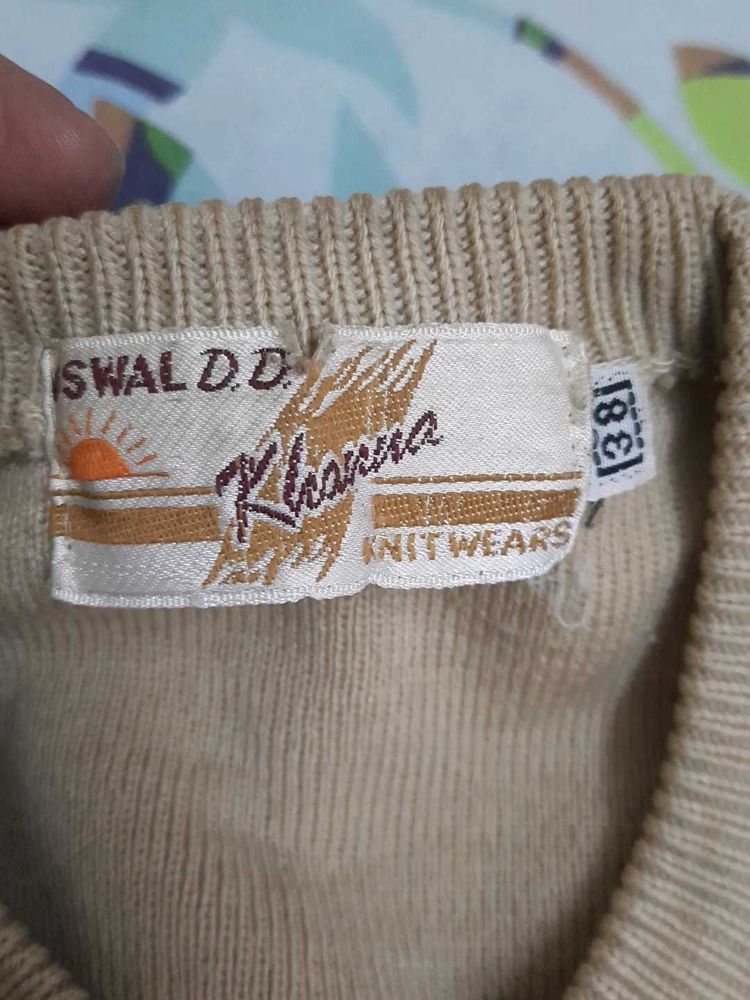 SWAL D.D.
Khanna
KNITWEARS
38